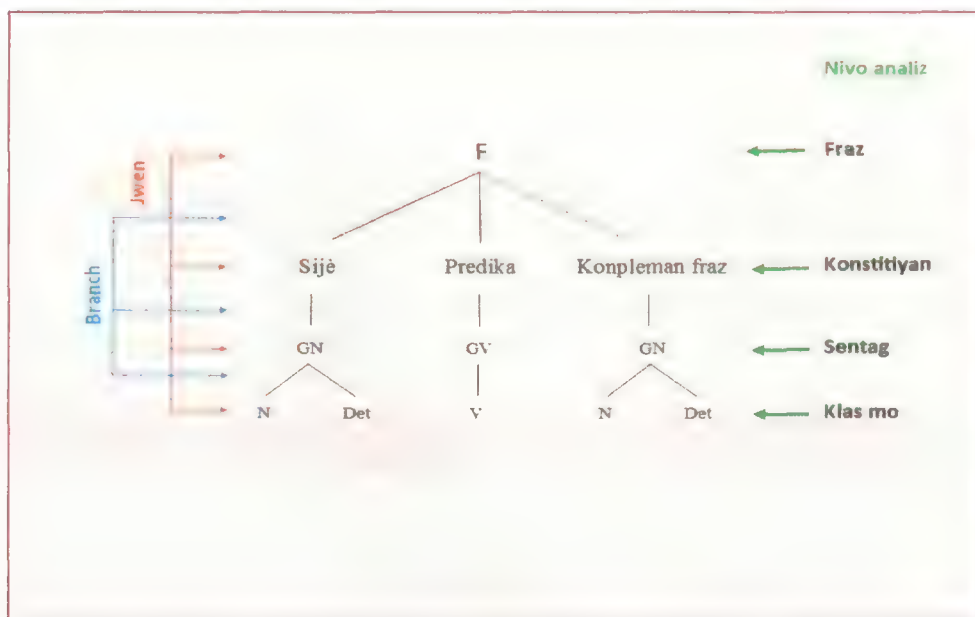 Nivo analiz
F
Fraz
Jwen
Sijè Predika Konpleman fraz
Konstitiyan
Branch
GN GV GN
Sentag
N Det V N Det
Klas mo